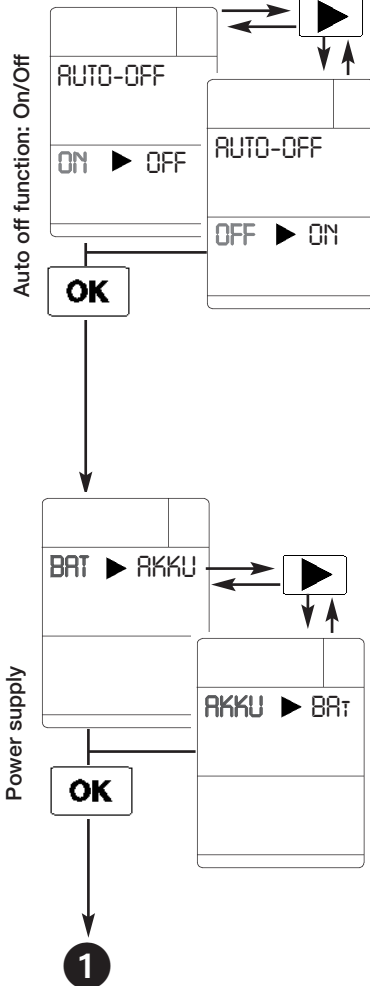 Auto off function: On/Off
AUTO-OFF
ON ▶ OFF
AUTO-OFF
OFF ▶ ON
OK
Power supply
BAT ▶ AKKU
AKKU ▶ BAT
OK
1